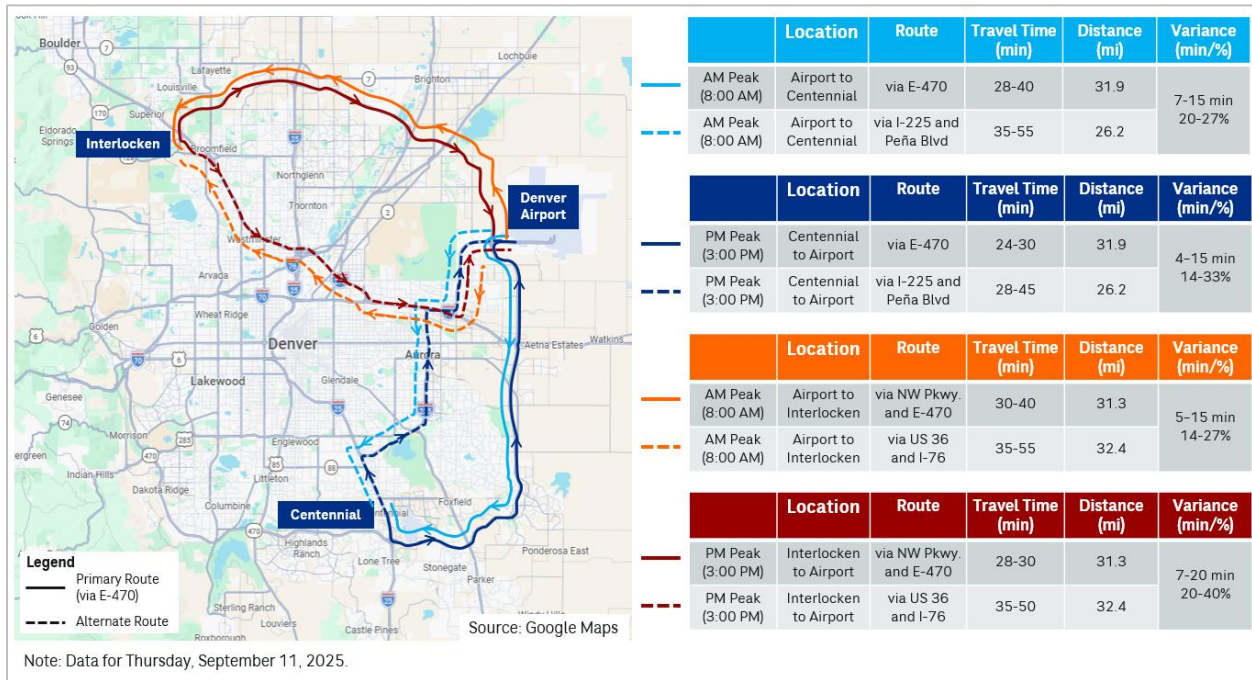 Boulder
Lafayette
Louisville
Superior
Eldorado
Springs
Interlocken
Broomfield
Northglenn
Thornton
Westminster
Brighton
Lochbuie
Denver
Airport
Arvada
Wheat Ridge
Golden
Denver
Lakewood
Glendale
Aurora
Aetna Estates
Watkins
Genesee
Morrison
ergreen
Indian Hills
Englewood
Littleton
Dakota Ridge
Columbine
Centennial
Foxfield
Highlands
Ranch
Lone Tree
Stonegate
Parker
Ponderosa East
Sterling Ranch
Louviers
Roxborough
Castle Pines
Legend
Primary Route
(via E-470)
Alternate Route
Source: Google Maps
Location Route Travel Time (min) Distance (mi) Variance (min/%)
AM Peak (8:00 AM) Airport to Centennial via E-470 28-40 31.9 7-15 min 20-27%
AM Peak (8:00 AM) Airport to Centennial via I-225 and Peña Blvd 35-55 26.2
Location Route Travel Time (min) Distance (mi) Variance (min/%)
PM Peak (3:00 PM) Centennial to Airport via E-470 24-30 31.9 4–15 min 14-33%
PM Peak (3:00 PM) Centennial to Airport via I-225 and Peña Blvd 28-45 26.2
Location Route Travel Time (min) Distance (mi) Variance (min/%)
AM Peak (8:00 AM) Airport to Interlocken via NW Pkwy. and E-470 30-40 31.3 5–15 min 14-27%
AM Peak (8:00 AM) Airport to Interlocken via US 36 and I-76 35-55 32.4
Location Route Travel Time (min) Distance (mi) Variance (min/%)
PM Peak (3:00 PM) Interlocken to Airport via NW Pkwy. and E-470 28-30 31.3 7-20 min 20-40%
PM Peak (3:00 PM) Interlocken to Airport via US 36 and I-76 35-50 32.4
Note: Data for Thursday, September 11, 2025.